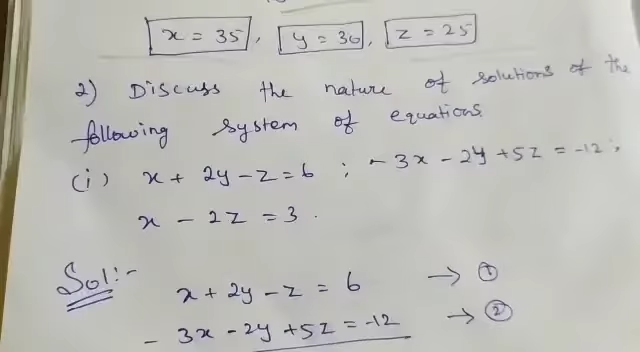 x = 35, y = 30, z = 25
2) Discuss the nature of solutions of the
following system of equations.
(i) x + 2y - z = 6 ; - 3x - 2y + 5z = -12 ;
x - 2z = 3.
Sol:-
x + 2y - z = 6 → ①
- 3x - 2y + 5z = -12 → ②